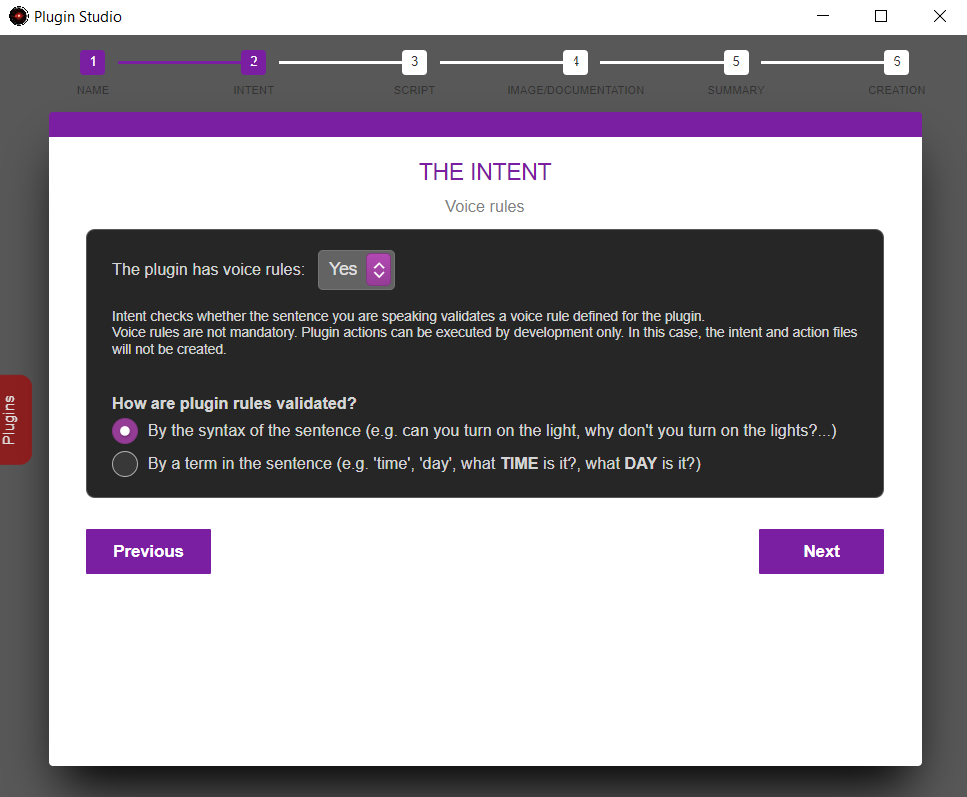 Plugin Studio
1 2 3 4 5 5
NAME INTENT SCRIPT IMAGE/DOCUMENTATION SUMMARY CREATION
THE INTENT
Voice rules
The plugin has voice rules: Yes
Intent checks whether the sentence you are speaking validates a voice rule defined for the plugin.
Voice rules are not mandatory. Plugin actions can be executed by development only. In this case, the intent and action files
will not be created.
Plugins
How are plugin rules validated?
By the syntax of the sentence (e.g. can you turn on the light, why don't you turn on the lights?...)
By a term in the sentence (e.g. 'time', 'day', what TIME is it?, what DAY is it?)
Previous Next